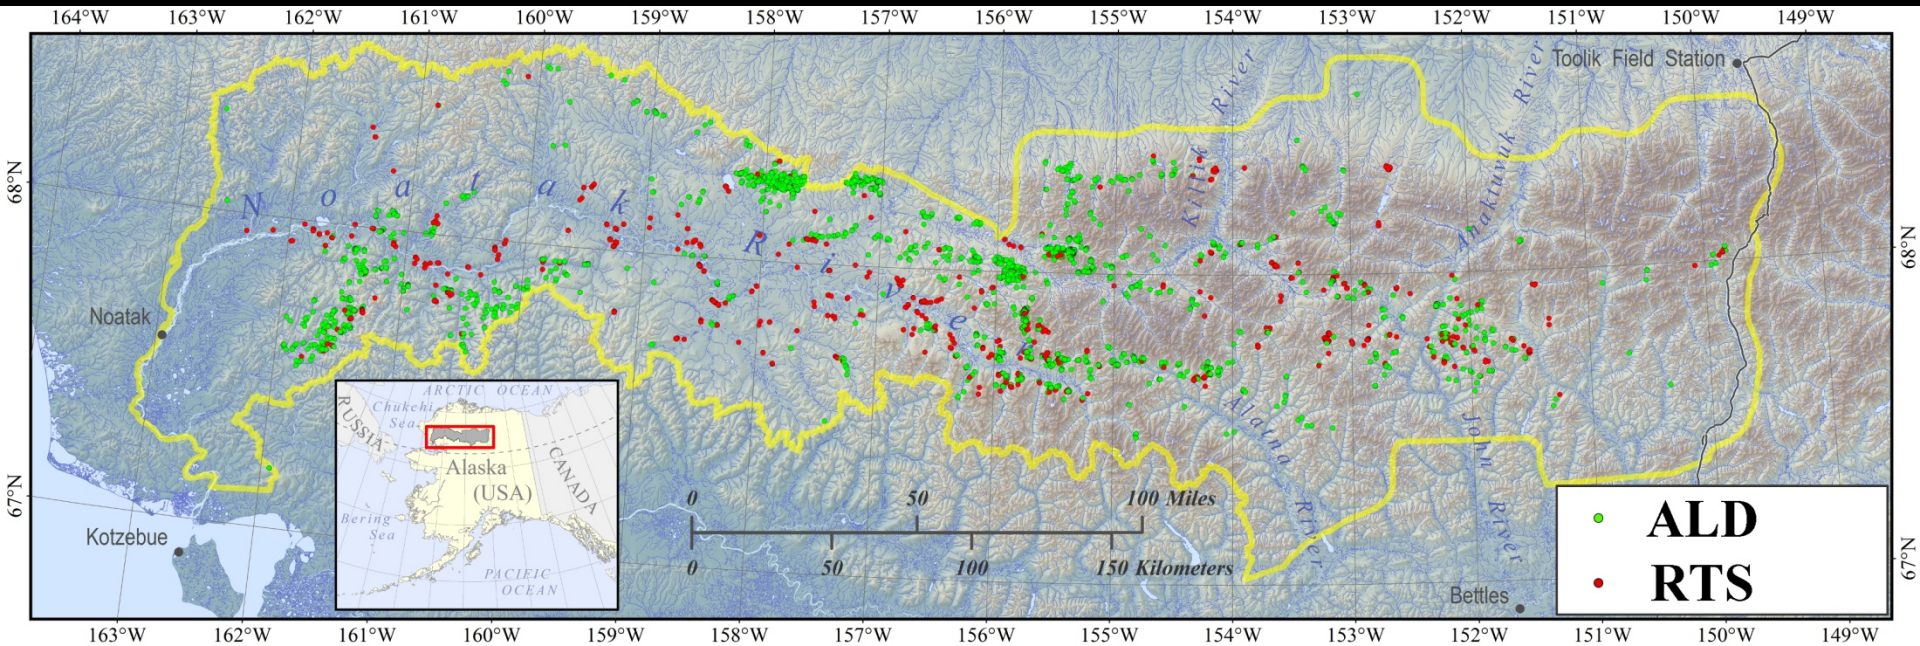 164°W 163°W 162°W 161°W 160°W 159°W 158°W 157°W 156°W 155°W 154°W 153°W 152°W 151°W 150°W 149°W
Toolik Field Station
Killik River
Anaktuvuk River
68°N
Noatak River
68°N
Noatak
Alatna River
John River
ARCTIC OCEAN
Chukchi
Sea
RUSSIA
Alaska
(USA)
CANADA
Bering
Sea
PACIFIC
OCEAN
67°N
Kotzebue
0 50 100 Miles
0 50 100 150 Kilometers
ALD
RTS
67°N
Bettles
163°W 162°W 161°W 160°W 159°W 158°W 157°W 156°W 155°W 154°W 153°W 152°W 151°W 150°W 149°W